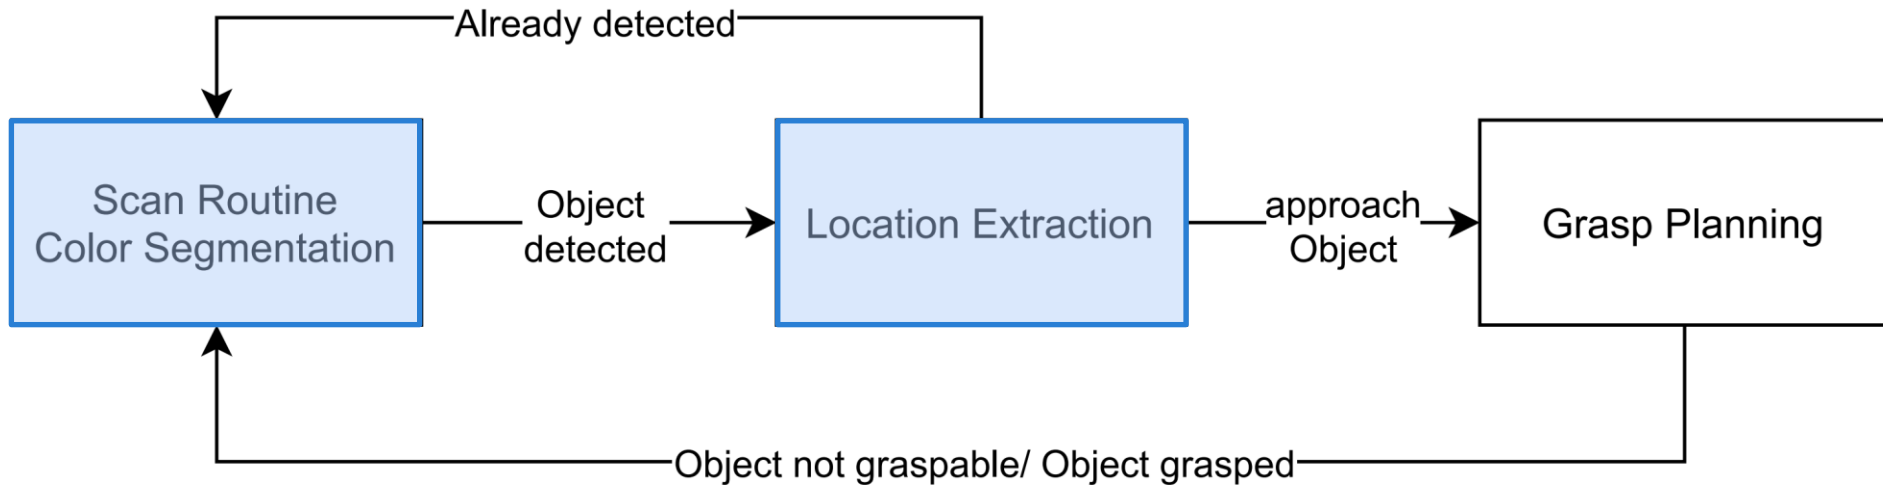 Already detected
Scan Routine
Color Segmentation
Object
detected
Location Extraction
approach
Object
Grasp Planning
Object not graspable/ Object grasped